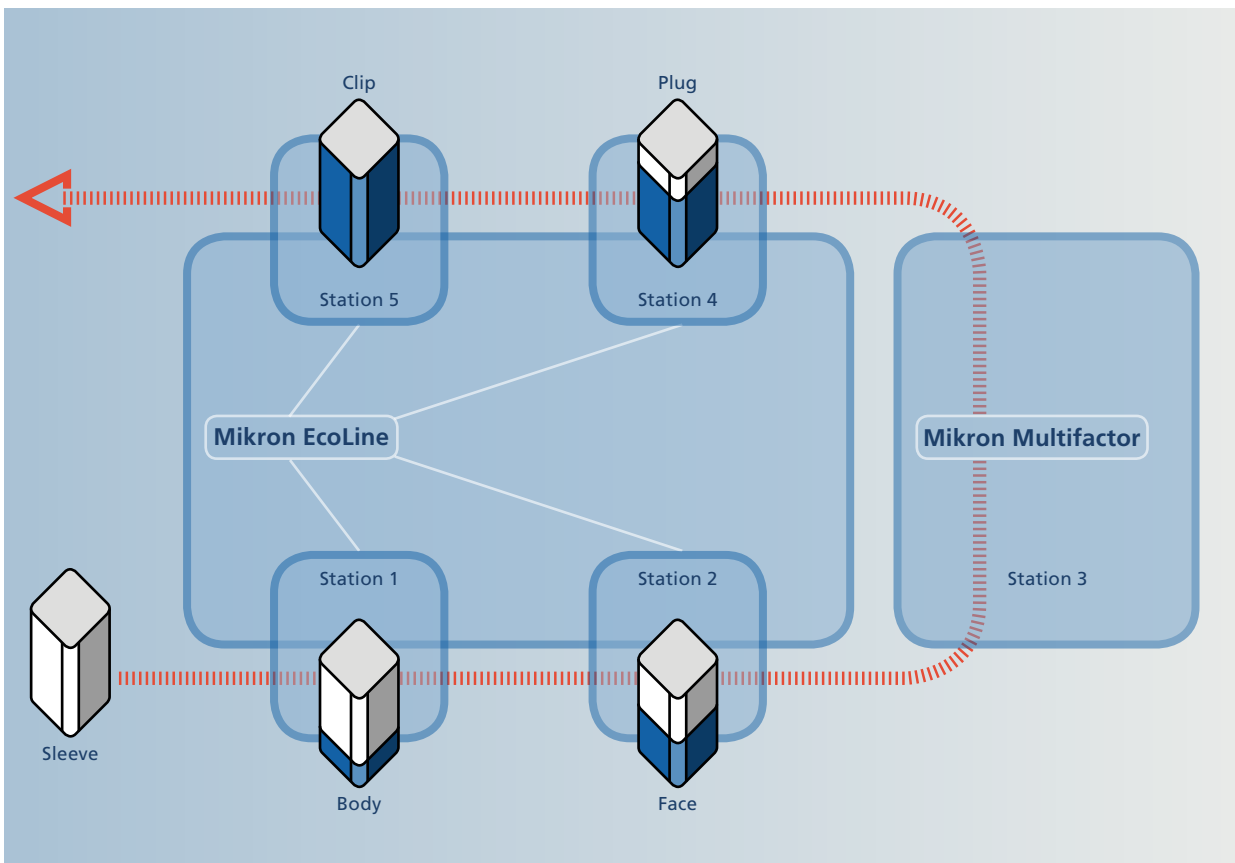 Clip
Plug
Station 5
Station 4
Mikron EcoLine
Mikron Multifactor
Station 1
Station 2
Station 3
Sleeve
Body
Face